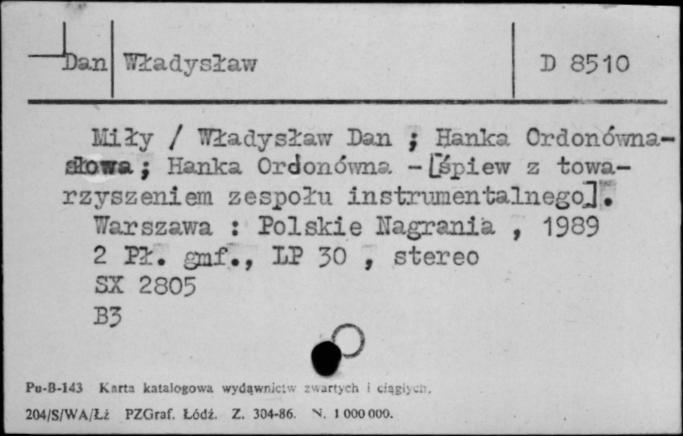 Dan Władysław D 8510
Miły / Władysław Dan ; Hanka Ordonówna-
słowa ; Hanka Ordonówna -[śpiew z towa-
rzyszeniem zespołu instrumentalnego].
Warszawa : Polskie Nagrania , 1989
2 Pł. gmf., LP 30 , stereo
SX 2805
B3
Pu-B-143 Karta katalogowa wydawnictw zwartych i ciągłych.
204/S/WA/Łż PZGraf. Łódź. Z. 304-86. N. 1 000 000.